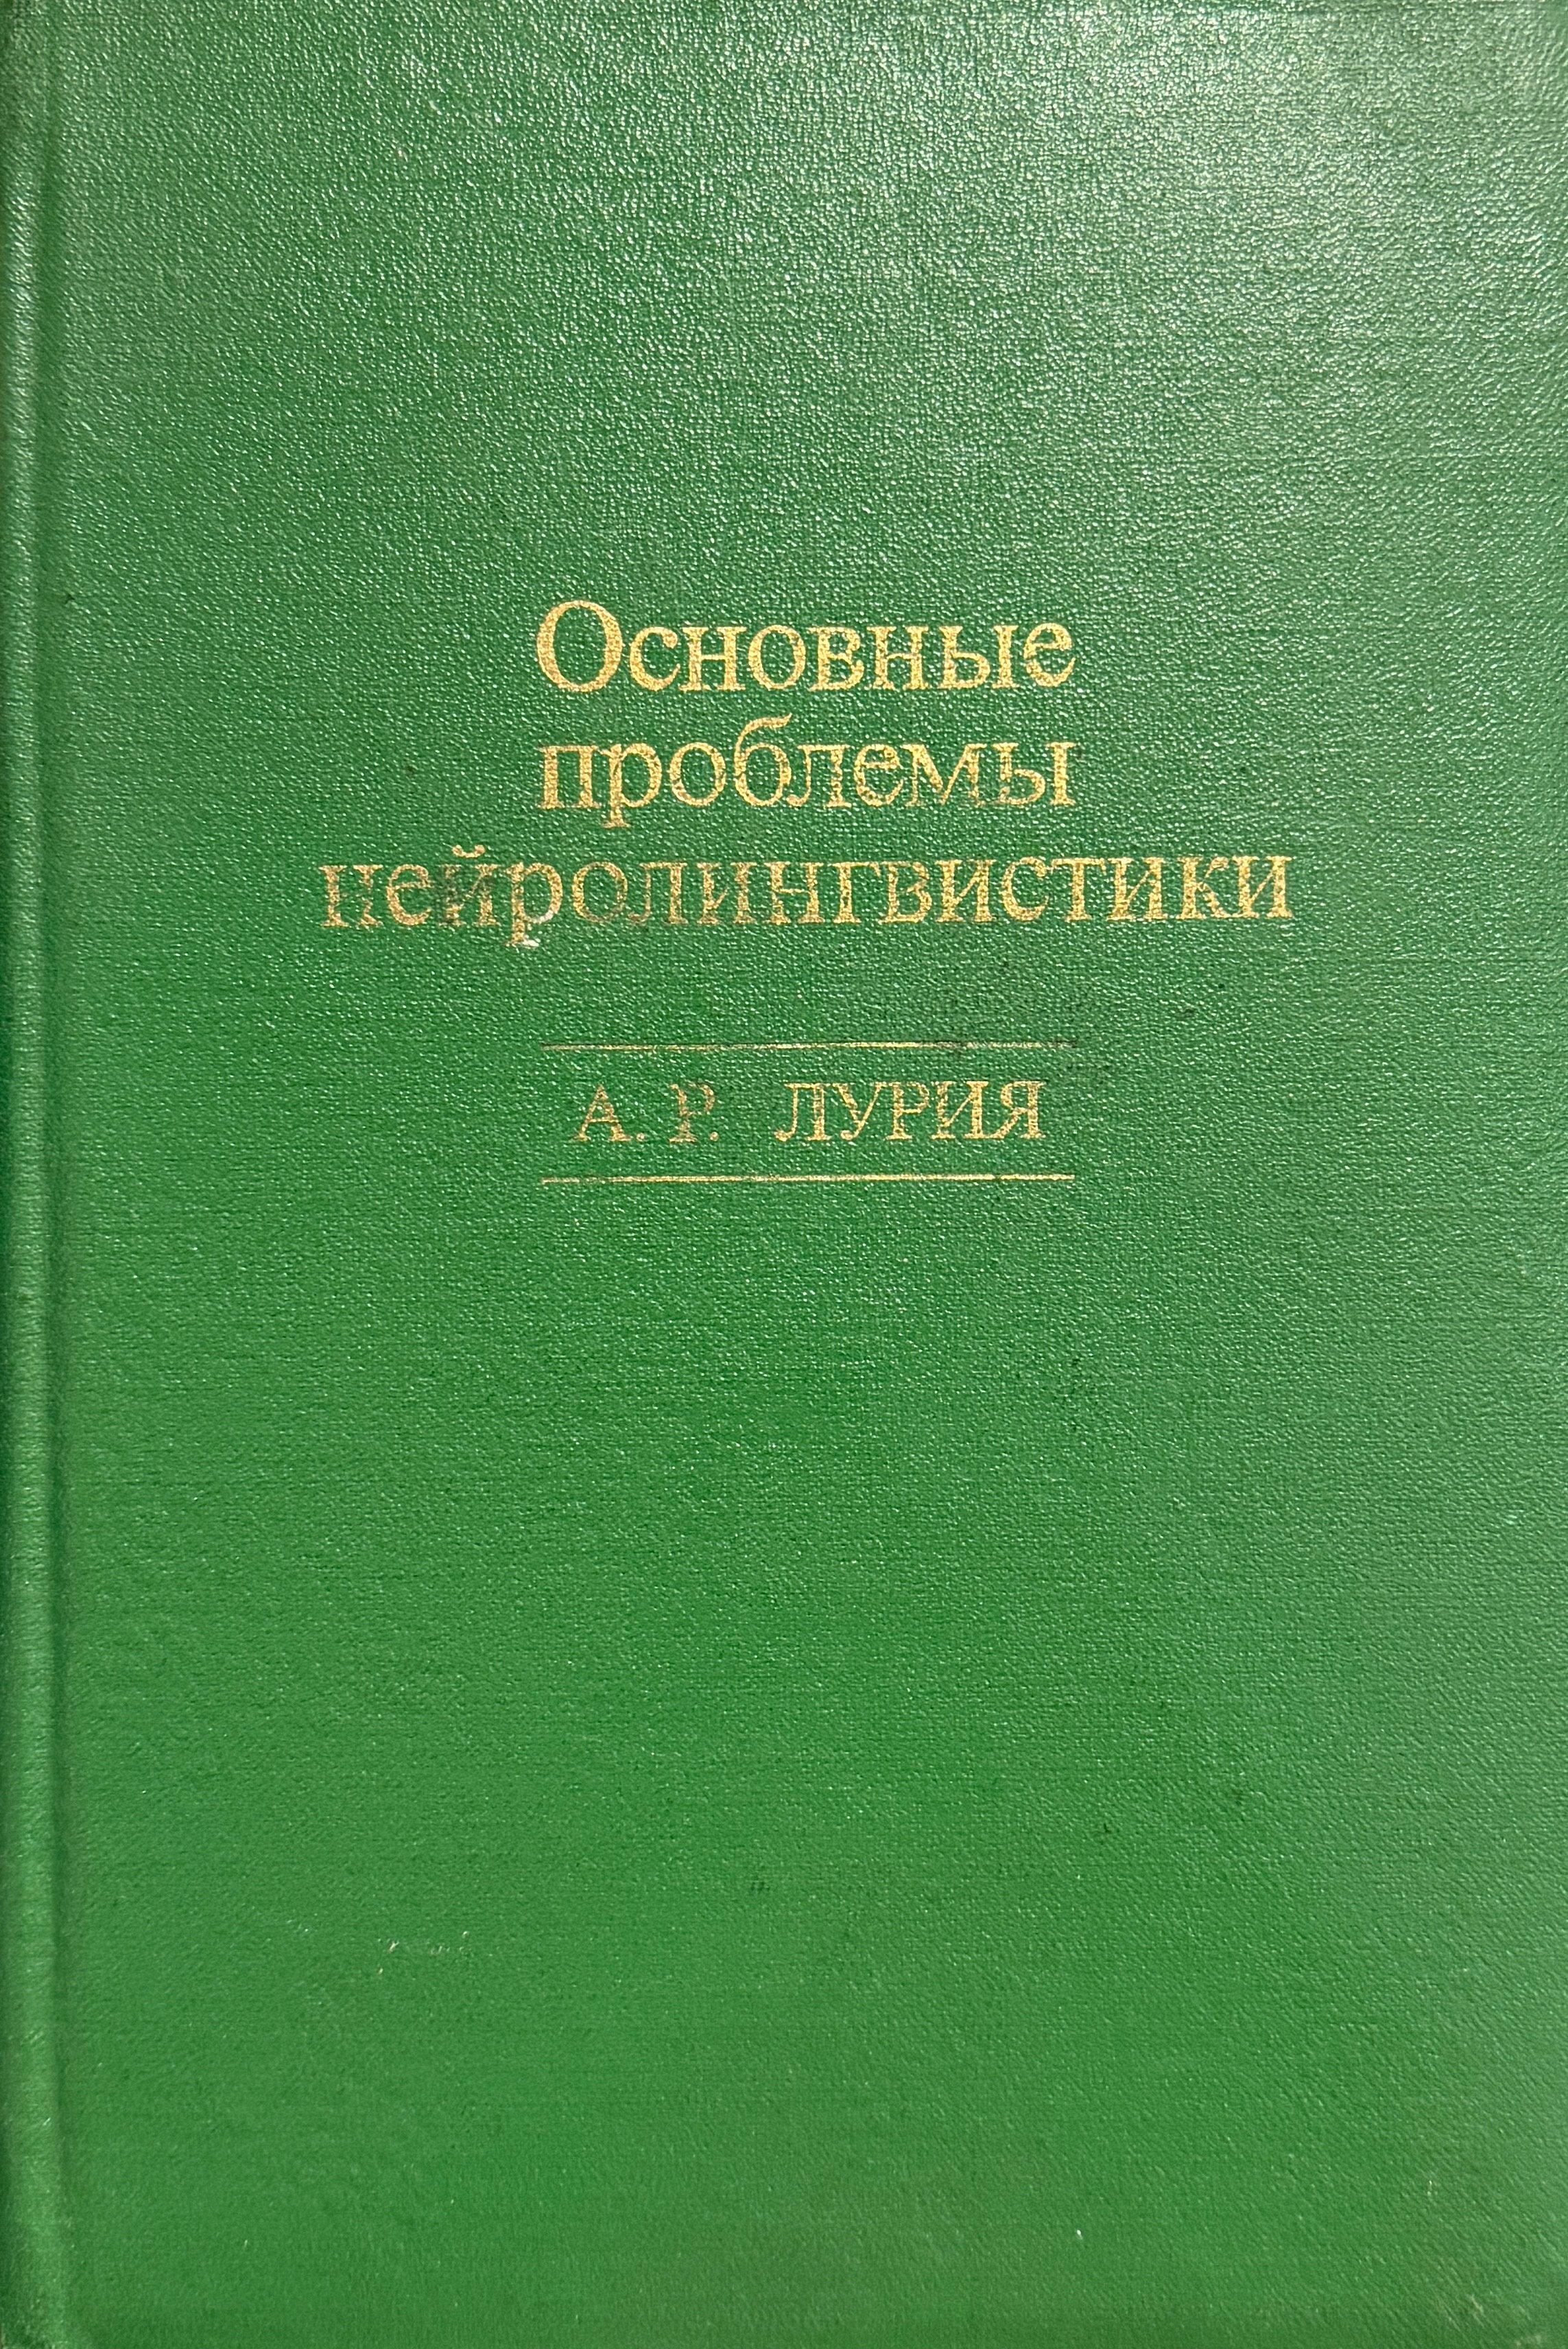 Основные
проблемы
нейролингвистики
А. Р. ЛУРИЯ